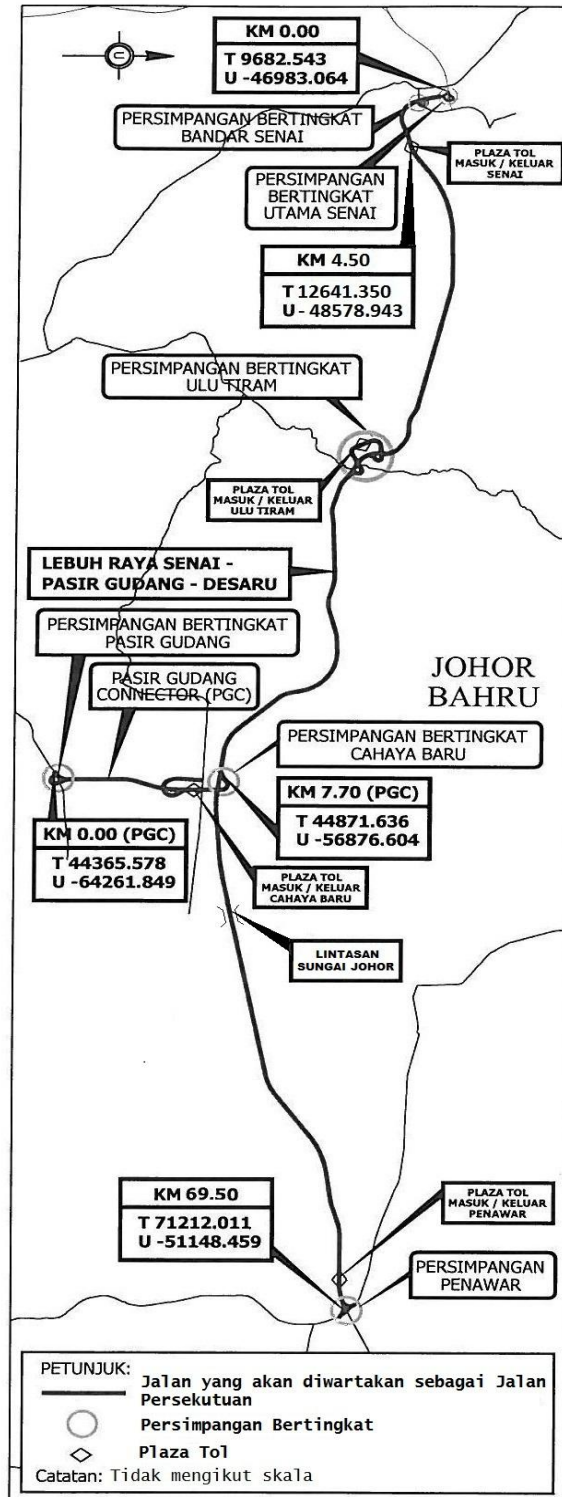 KM 0.00
T 9682.543
U -46983.064
U
PERSIMPANGAN BERTINGKAT
BANDAR SENAI
PLAZA TOL
MASUK / KELUAR
SENAI
PERSIMPANGAN
BERTINGKAT
UTAMA SENAI
KM 4.50
T 12641.350
U- 48578.943
PERSIMPANGAN BERTINGKAT
ULU TIRAM
PLAZA TOL
MASUK / KELUAR
ULU TIRAM
LEBUH RAYA SENAI -
PASIR GUDANG - DESARU
PERSIMPANGAN BERTINGKAT
PASIR GUDANG
PASIR GUDANG
CONNECTOR (PGC)
JOHOR
BAHRU
PERSIMPANGAN BERTINGKAT
CAHAYA BARU
KM 7.70 (PGC)
T 44871.636
U -56876.604
KM 0.00 (PGC)
T 44365.578
U -64261.849
PLAZA TOL
MASUK / KELUAR
CAHAYA BARU
LINTASAN
SUNGAI JOHOR
KM 69.50
T 71212.011
U -51148.459
PLAZA TOL
MASUK / KELUAR
PENAWAR
PERSIMPANGAN
PENAWAR
PETUNJUK:
Jalan yang akan diwartakan sebagai Jalan
Persekutuan
Persimpangan Bertingkat
Plaza Tol
Catatan: Tidak mengikut skala